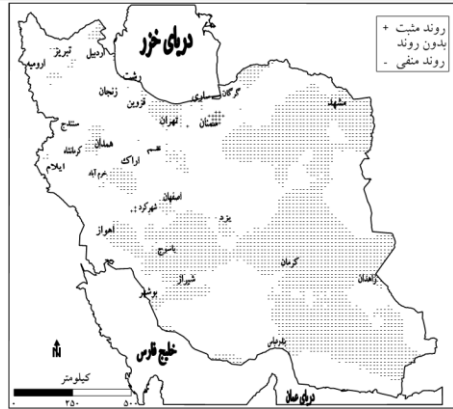 روند مثبت +
بدون روند
روند منفی -
دریای خزر
اردبیل
تبریز
ارومیه
رشت
زنجان
قزوین
ساری
گرگان
مشهد
سنندج
تهران
سمنان
همدان
کرمانشاه
قم
اراک
ایلام
خرم آباد
اصفهان
شهرکرد
یزد
اهواز
یاسوج
کرمان
شیراز
زاهدان
بوشهر
بندرعباس
خلیج فارس
N
کیلومتر
۰ ۲۵۰ ۵۰۰
دریای عمان